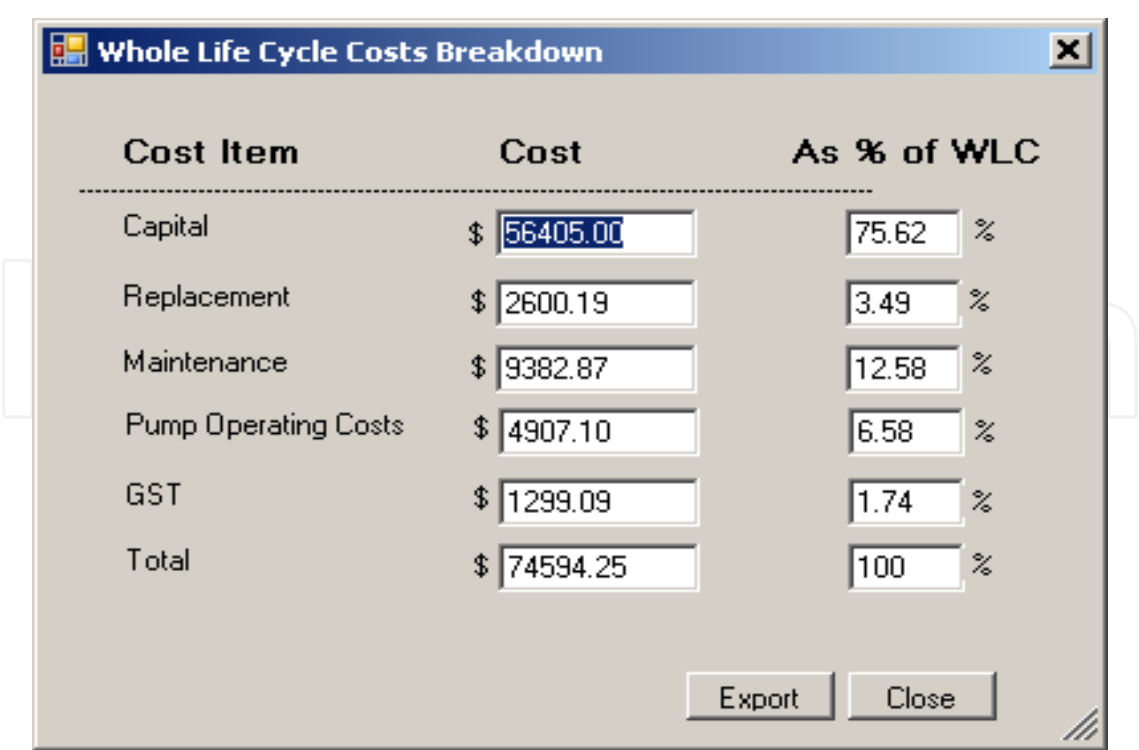 Whole Life Cycle Costs Breakdown
Cost Item Cost As % of WLC
Capital $ 56405.00 75.62 %
Replacement $ 2600.19 3.49 %
Maintenance $ 9382.87 12.58 %
Pump Operating Costs $ 4907.10 6.58 %
GST $ 1299.09 1.74 %
Total $ 74594.25 100 %
Export Close